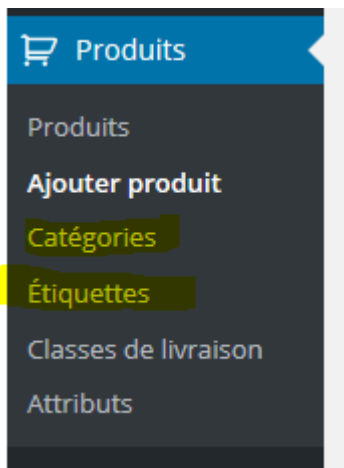 Produits
Produits
Ajouter produit
Catégories
Étiquettes
Classes de livraison
Attributs